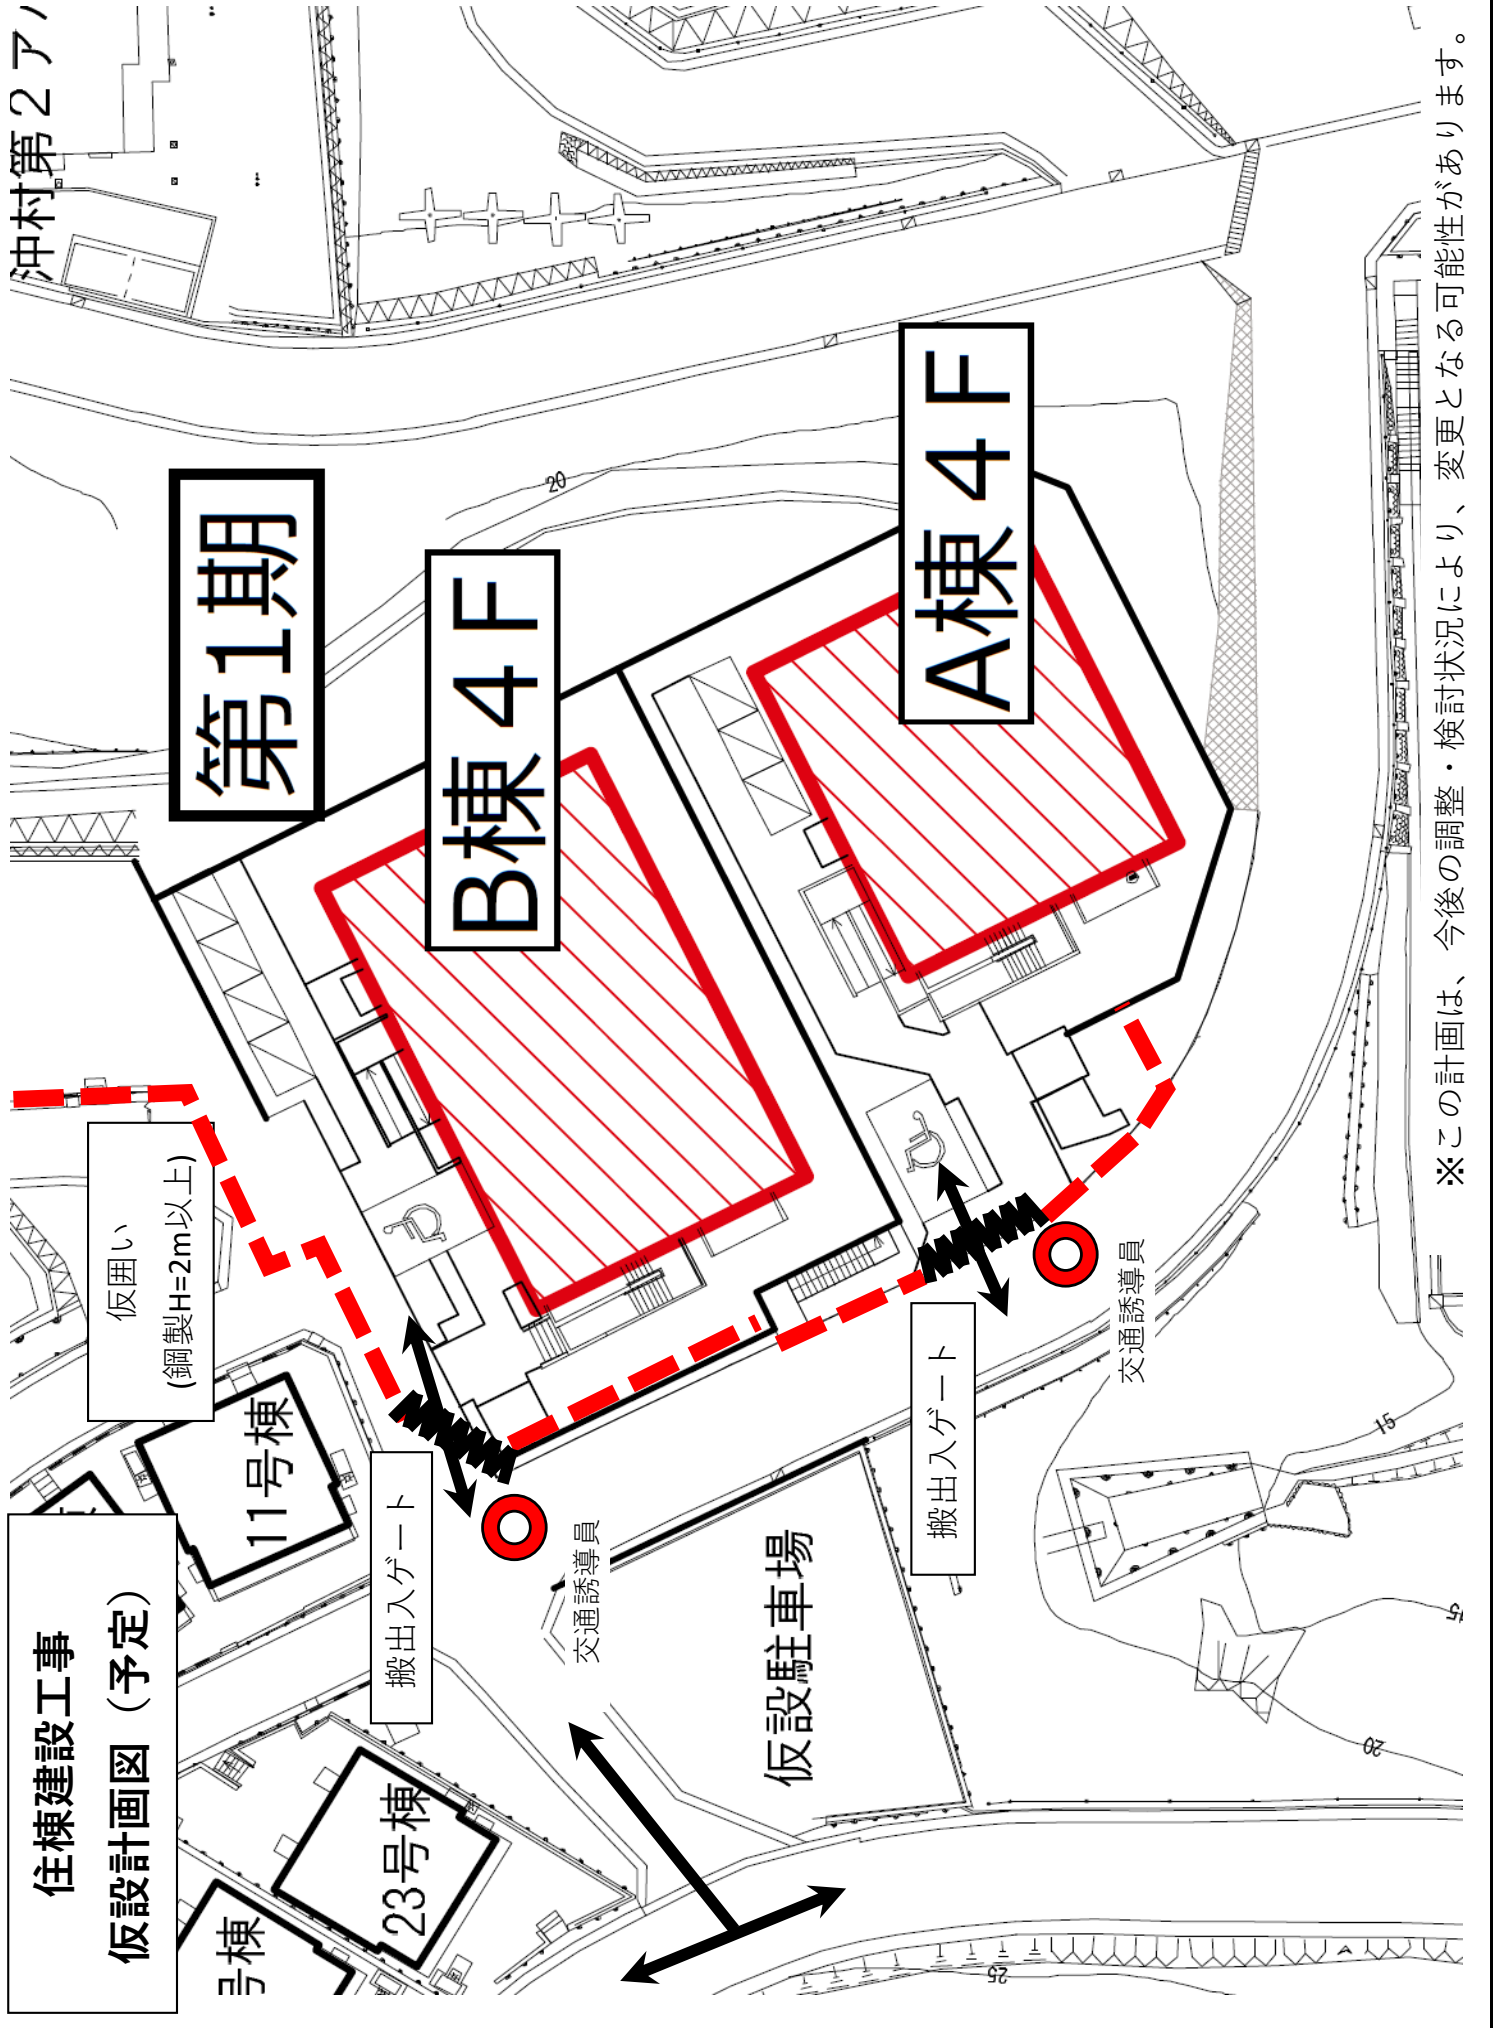 住棟建設工事
仮設計画図（予定）
沖村第２ア
第1期
B棟４F
A棟４F
仮囲い
(鋼製H=2m以上)
11号棟
23号棟
号棟
搬出入ゲート
交通誘導員
搬出入ゲート
交通誘導員
仮設駐車場
20
15
20
25
※この計画は、今後の調整・検討状況により、変更となる可能性があります。